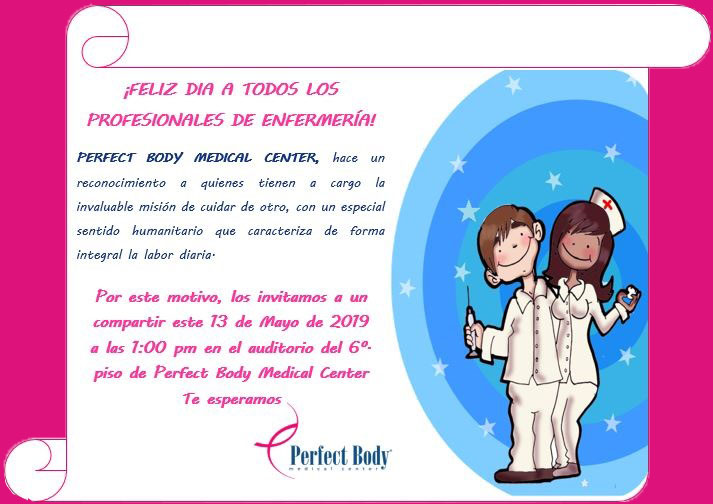 ¡FELIZ DIA A TODOS LOS
PROFESIONALES DE ENFERMERÍA!
PERFECT BODY MEDICAL CENTER, hace un
reconocimiento a quienes tienen a cargo la
invaluable misión de cuidar de otro, con un especial
sentido humanitario que caracteriza de forma
integral la labor diaria.
Por este motivo, los invitamos a un
compartir este 13 de Mayo de 2019
a las 1:00 pm en el auditorio del 6º.
piso de Perfect Body Medical Center
Te esperamos
Perfect Body
medical center